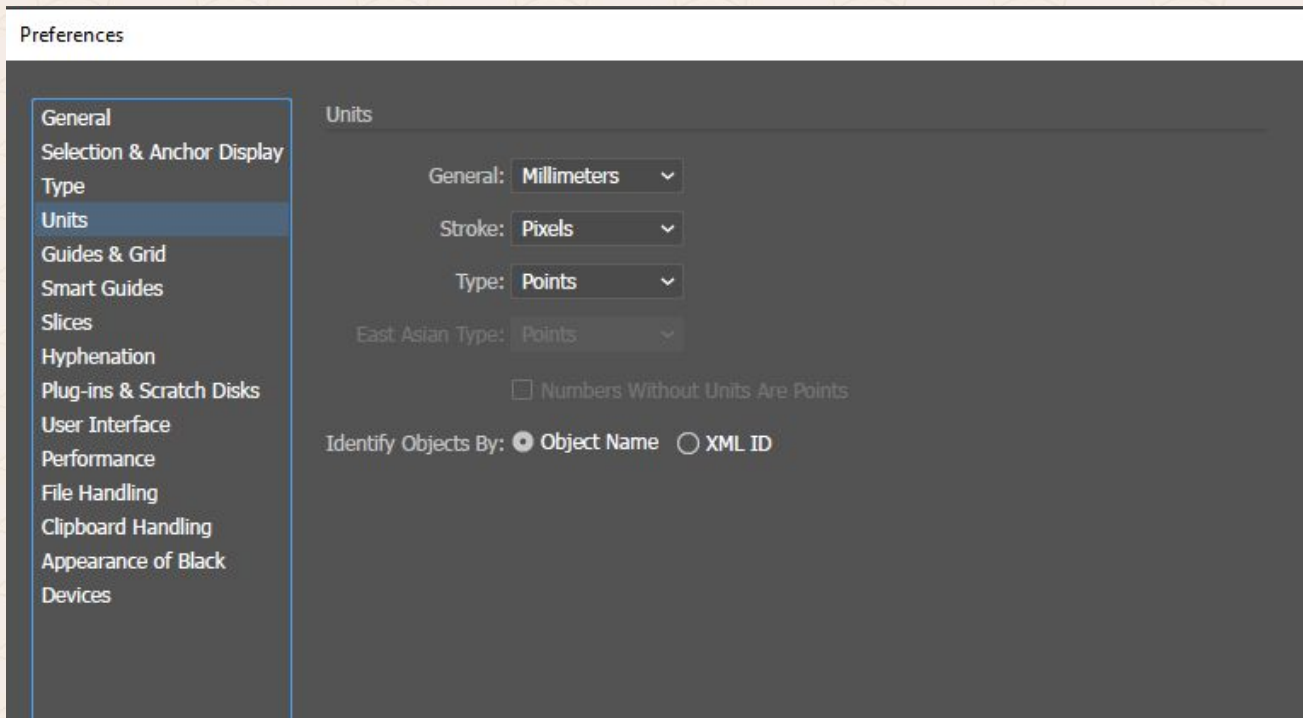 Preferences
General
Selection & Anchor Display
Type
Units
Guides & Grid
Smart Guides
Slices
Hyphenation
Plug-ins & Scratch Disks
User Interface
Performance
File Handling
Clipboard Handling
Appearance of Black
Devices
Units
General: Millimeters
Stroke: Pixels
Type: Points
East Asian Type: Points
Numbers Without Units Are Points
Identify Objects By: Object Name XML ID